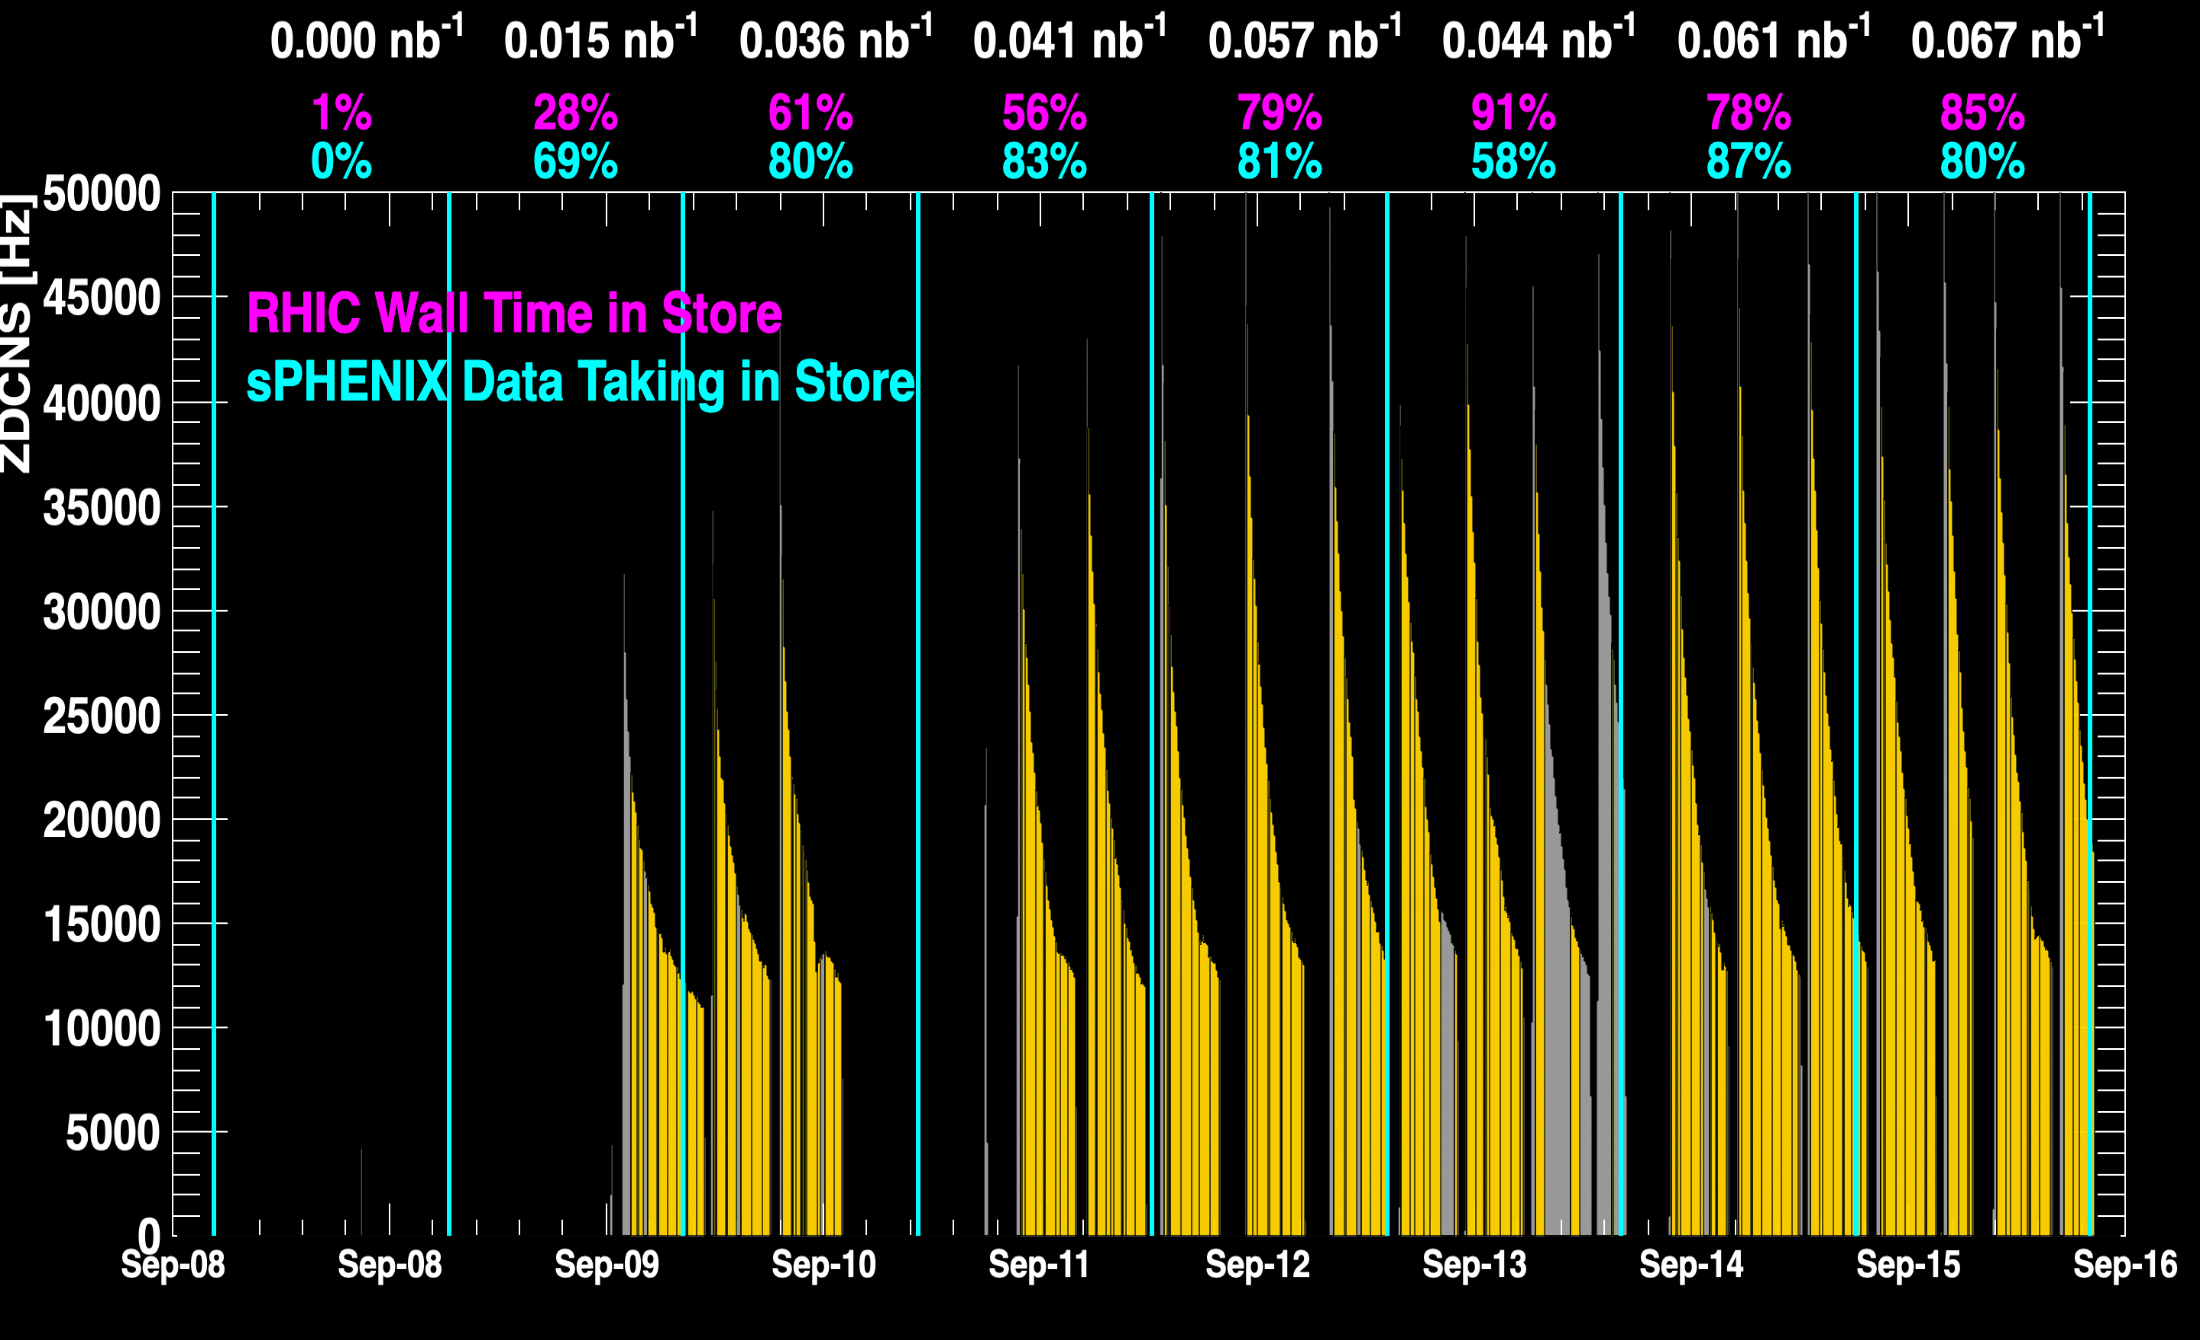 0.000 nb-1 0.015 nb-1 0.036 nb-1 0.041 nb-1 0.057 nb-1 0.044 nb-1 0.061 nb-1 0.067 nb-1
1% 28% 61% 56% 79% 91% 78% 85%
0% 69% 80% 83% 81% 58% 87% 80%
ZDCNS [Hz]
50000
45000
RHIC Wall Time in Store
sPHENIX Data Taking in Store
40000
35000
30000
25000
20000
15000
10000
5000
0
Sep-08 Sep-08 Sep-09 Sep-10 Sep-11 Sep-12 Sep-13 Sep-14 Sep-15 Sep-16